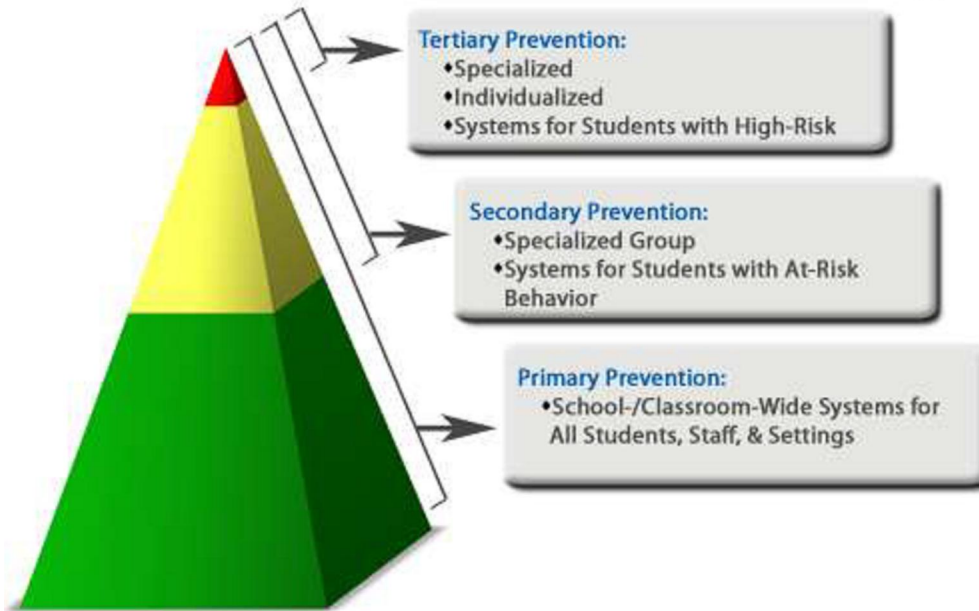 Tertiary Prevention:
♦Specialized
♦Individualized
♦Systems for Students with High-Risk
Secondary Prevention:
♦Specialized Group
♦Systems for Students with At-Risk
Behavior
Primary Prevention:
♦School-/Classroom-Wide Systems for
All Students, Staff, & Settings